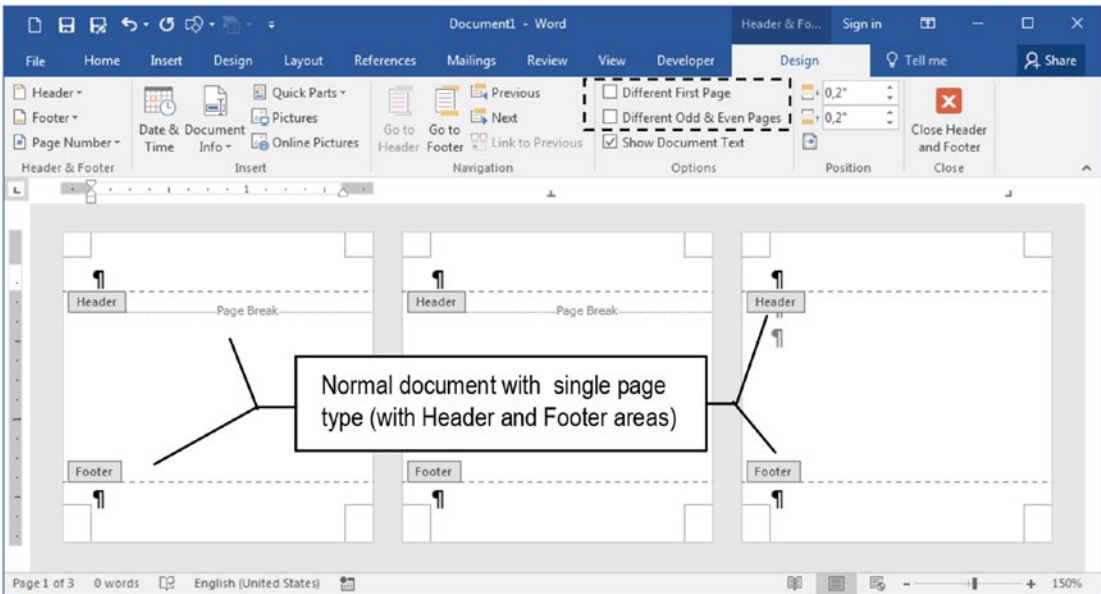 Document1 - Word
Header & Fo... Sign in
File Home Insert Design Layout References Mailings Review View Developer Design Tell me Share
Header Quick Parts Previous Different First Page 0,2"
Footer Pictures Next Different Odd & Even Pages 0,2"
Page Number Date & Time Document Info Online Pictures Go to Header Go to Footer Link to Previous Show Document Text Close Header and Footer
Header & Footer Insert Navigation Options Position Close
L 1
¶ ¶ ¶
Header Header Header
Page Break Page Break
¶
Normal document with single page
type (with Header and Footer areas)
Footer Footer Footer
¶ ¶ ¶
Page 1 of 3 0 words English (United States) 150%